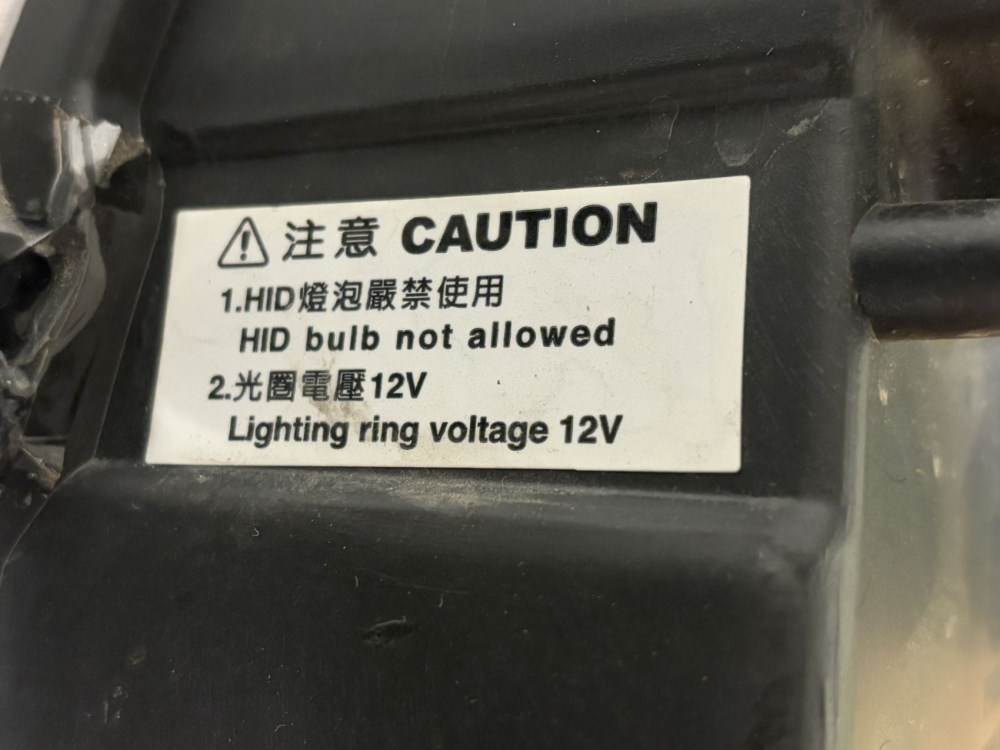 注意 CAUTION
1.HID燈泡嚴禁使用
HID bulb not allowed
2.光圈電壓12V
Lighting ring voltage 12V